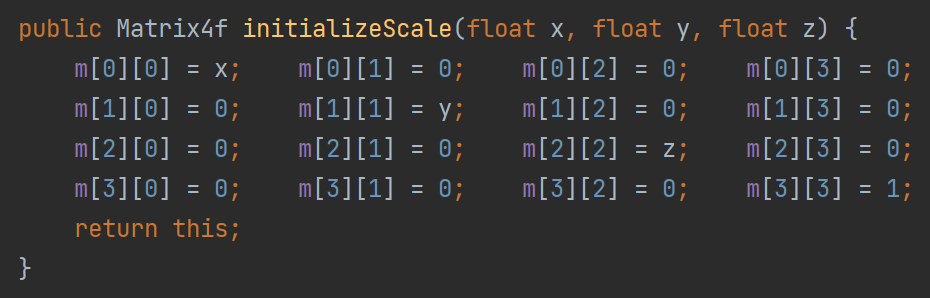 public Matrix4f initializeScale(float x, float y, float z) {
    m[0][0] = x;    m[0][1] = 0;    m[0][2] = 0;    m[0][3] = 0;
    m[1][0] = 0;    m[1][1] = y;    m[1][2] = 0;    m[1][3] = 0;
    m[2][0] = 0;    m[2][1] = 0;    m[2][2] = z;    m[2][3] = 0;
    m[3][0] = 0;    m[3][1] = 0;    m[3][2] = 0;    m[3][3] = 1;
    return this;
}